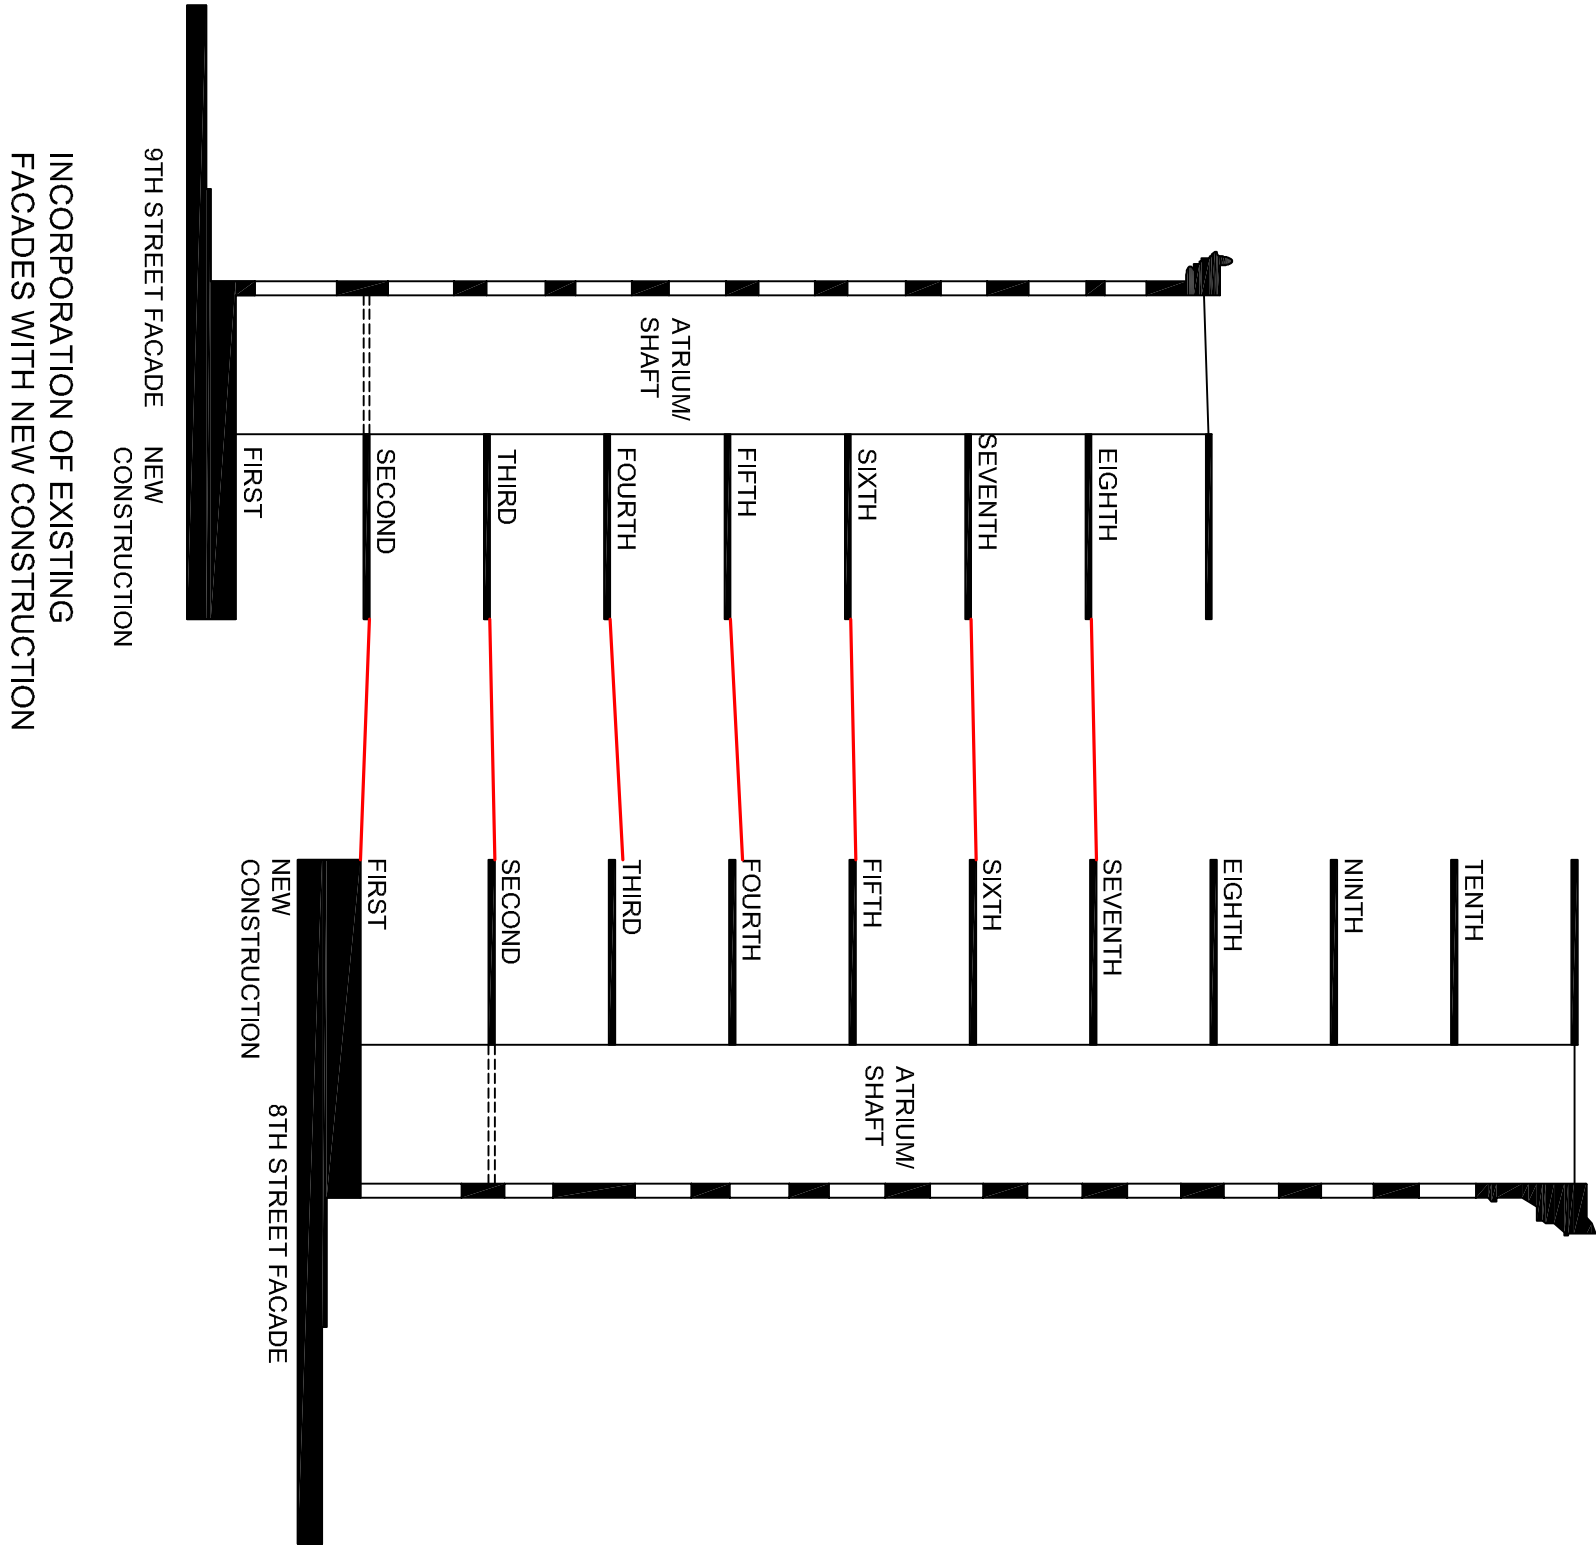 EIGHTH
SEVENTH
SIXTH
FIFTH
ATRIUM/
SHAFT
FOURTH
THIRD
SECOND
FIRST
9TH STREET FACADE
NEW
CONSTRUCTION
TENTH
NINTH
EIGHTH
SEVENTH
SIXTH
ATRIUM/
SHAFT
FIFTH
FOURTH
THIRD
SECOND
FIRST
NEW
CONSTRUCTION
8TH STREET FACADE
INCORPORATION OF EXISTING
FACADES WITH NEW CONSTRUCTION